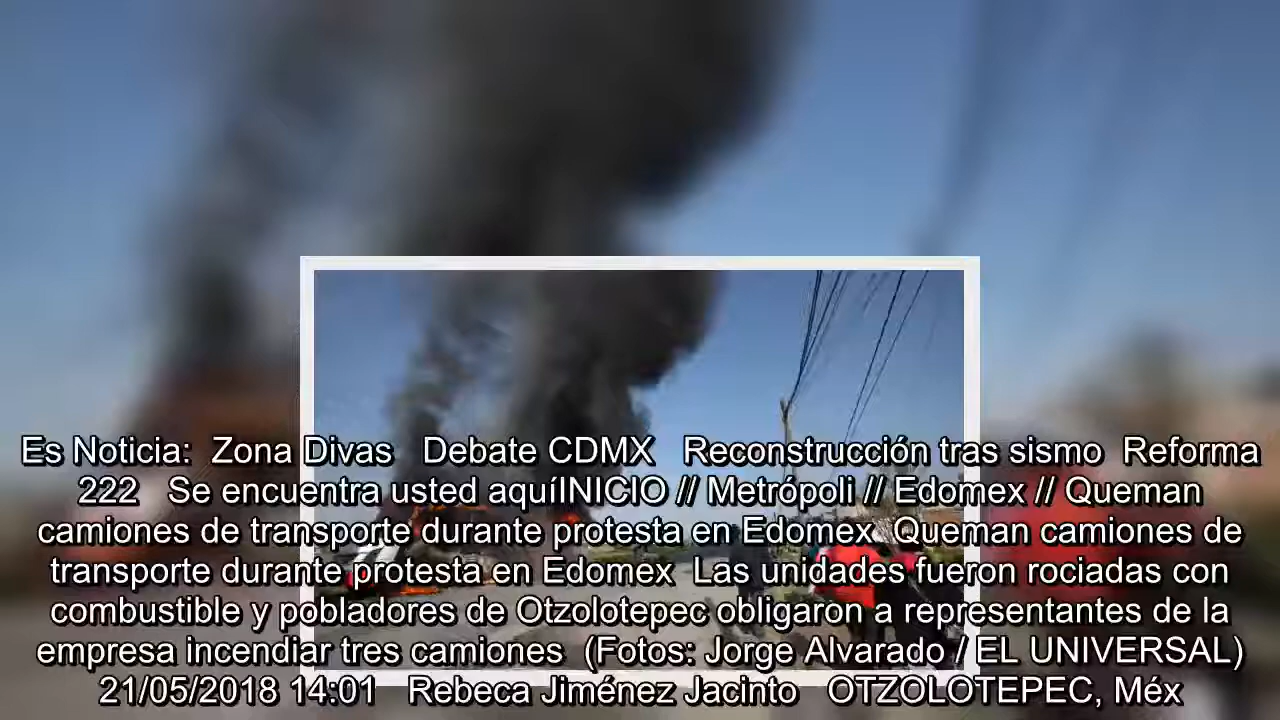 Es Noticia:  Zona Divas   Debate CDMX   Reconstrucción tras sismo  Reforma
222   Se encuentra usted aquíINICIO // Metrópoli // Edomex // Queman
camiones de transporte durante protesta en Edomex  Queman camiones de
transporte durante protesta en Edomex  Las unidades fueron rociadas con
combustible y pobladores de Otzolotepec obligaron a representantes de la
empresa incendiar tres camiones  (Fotos: Jorge Alvarado / EL UNIVERSAL)
21/05/2018 14:01   Rebeca Jiménez Jacinto   OTZOLOTEPEC, Méx